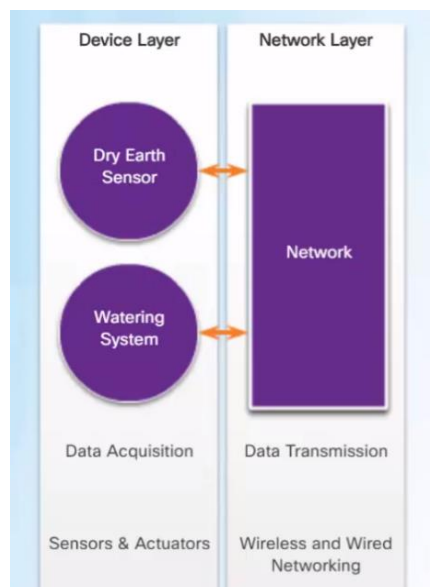 Device Layer
Network Layer
Dry Earth
Sensor
Network
Watering
System
Data Acquisition
Data Transmission
Sensors & Actuators
Wireless and Wired
Networking